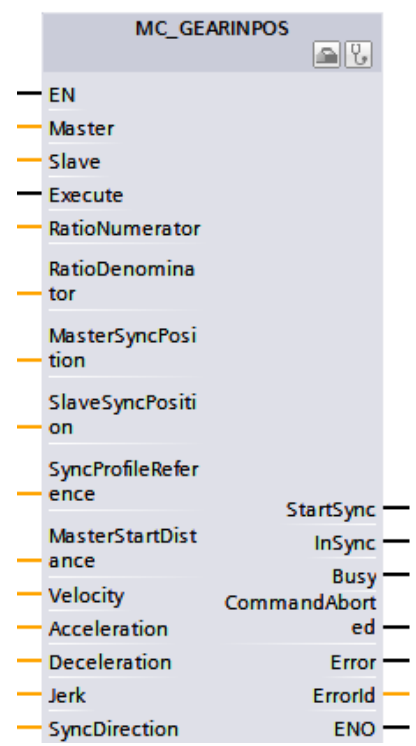 MC_GEARINPOS
EN
Master
Slave
Execute
RatioNumerator
RatioDenomina
tor
MasterSyncPosi
tion
SlaveSyncPositi
on
SyncProfileRefer
ence
MasterStartDist
ance
Velocity
Acceleration
Deceleration
Jerk
SyncDirection
StartSync
InSync
Busy
CommandAbort
ed
Error
ErrorId
ENO